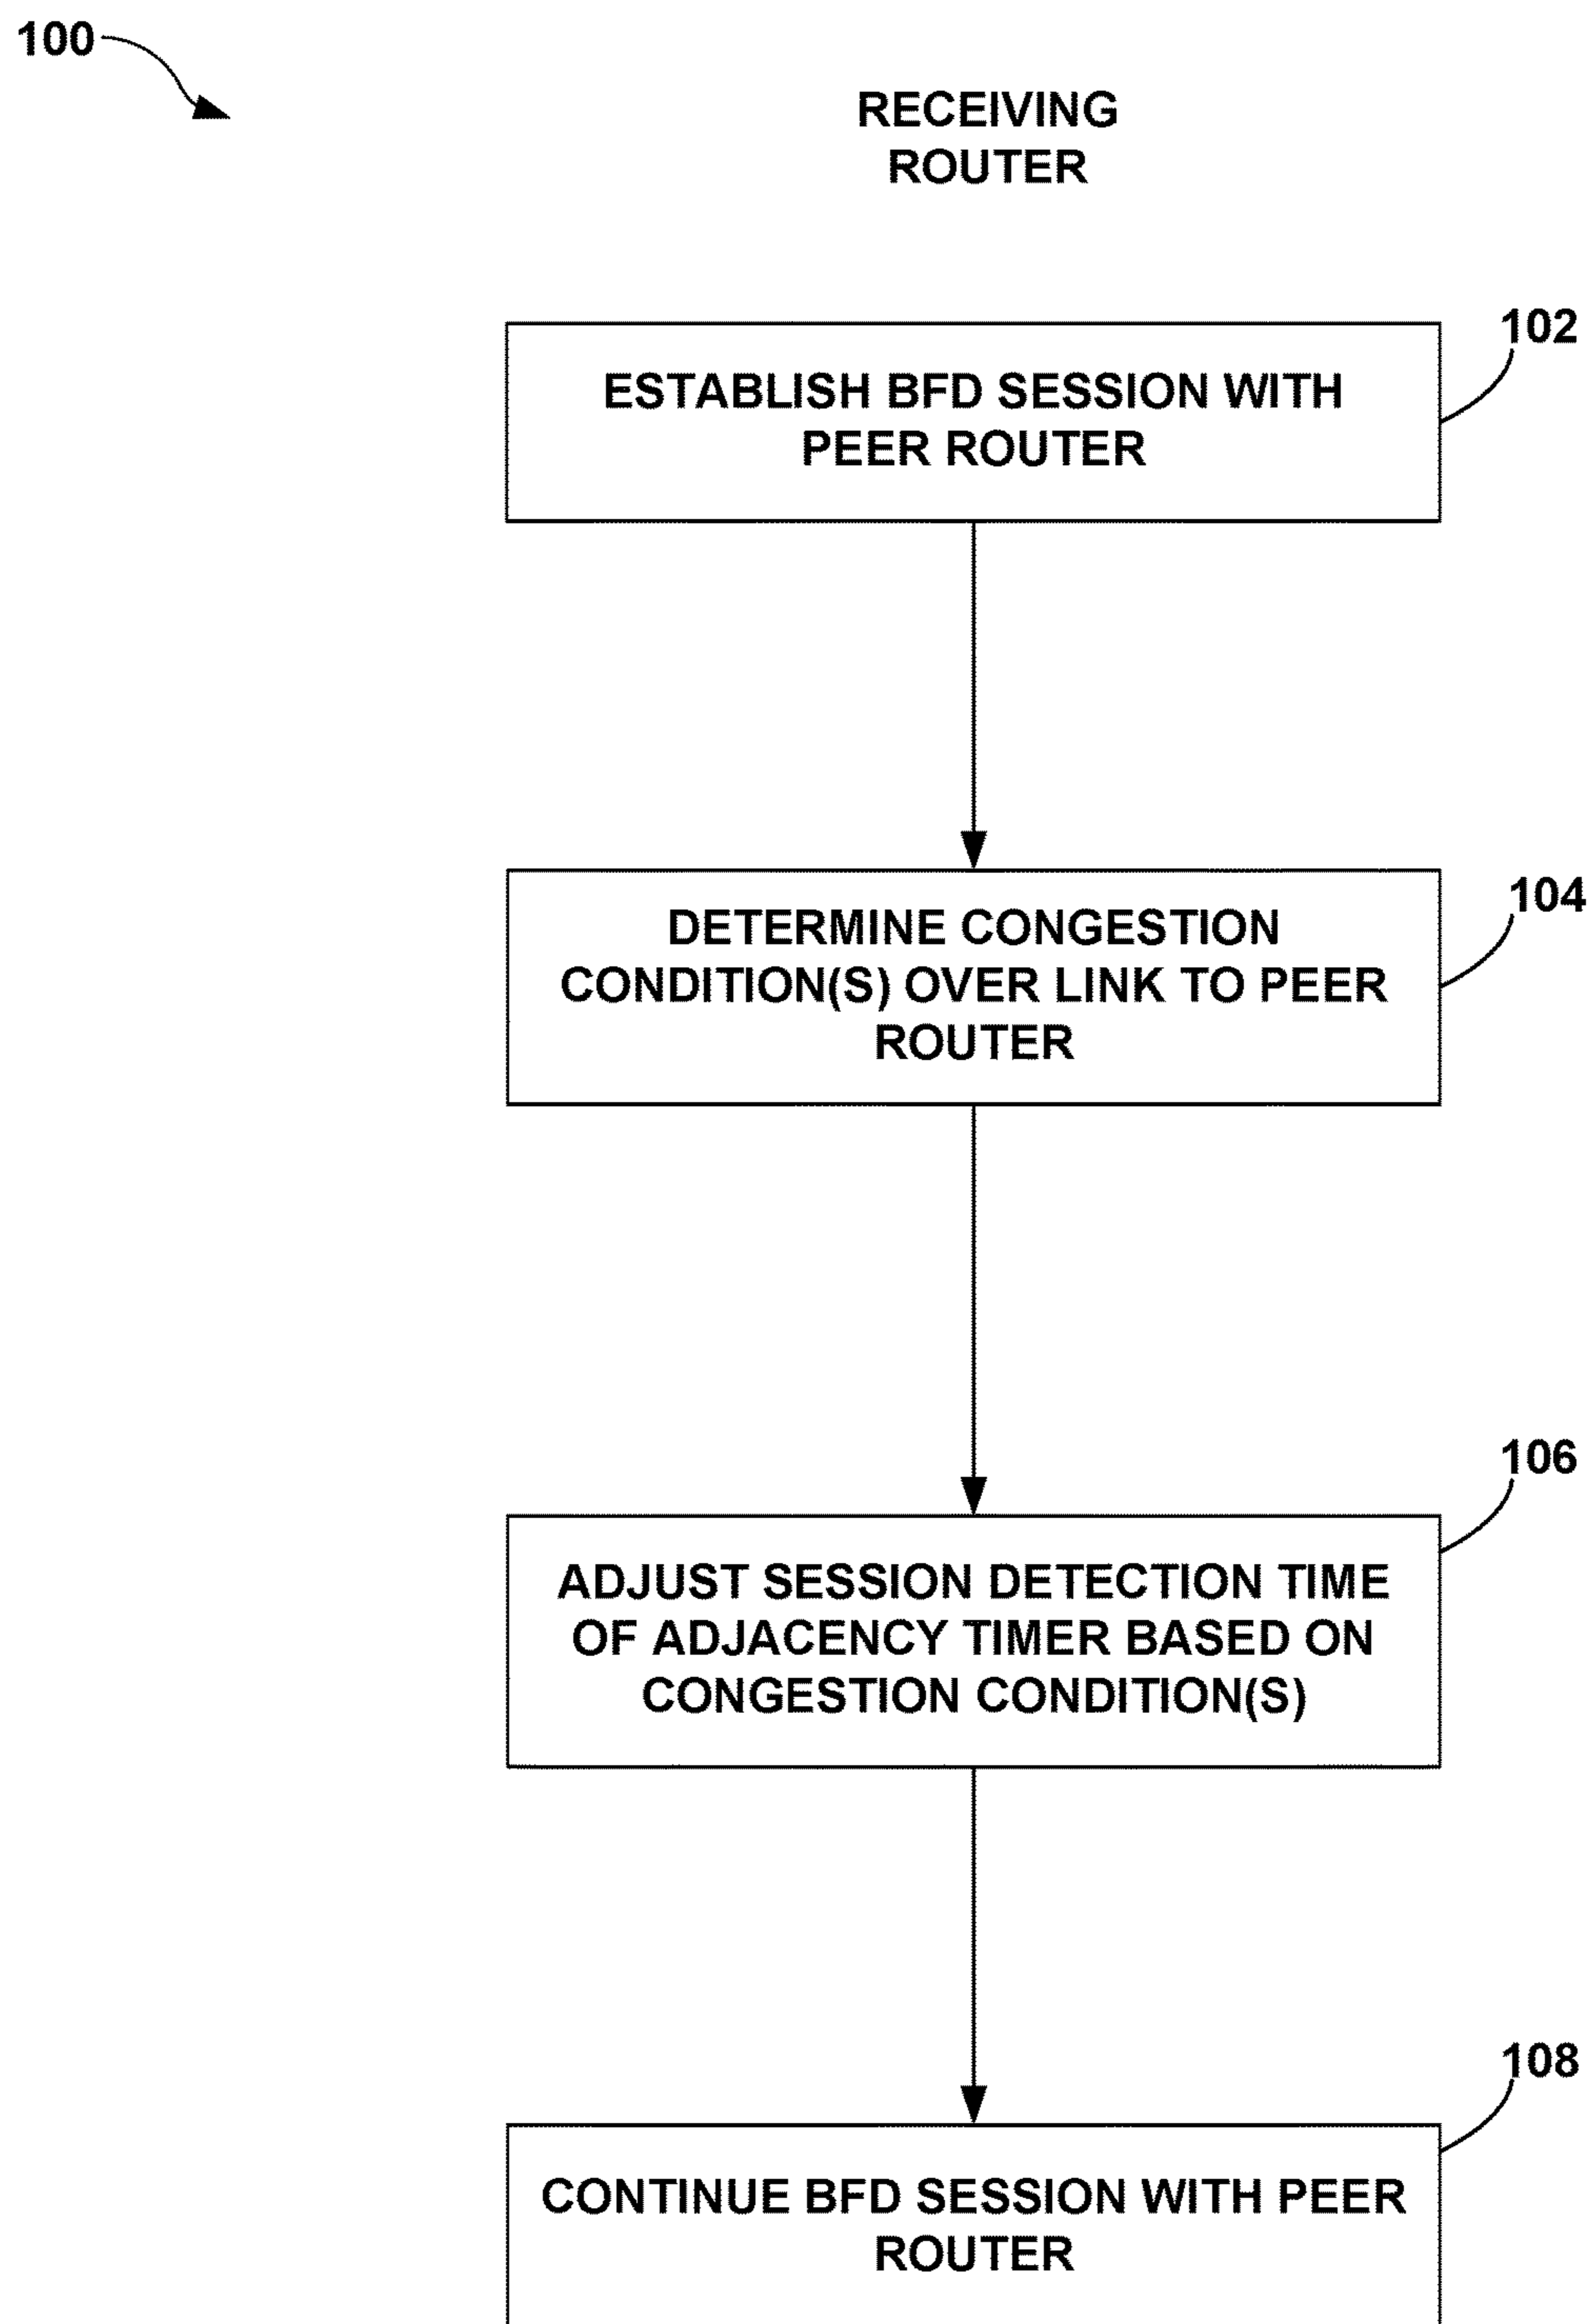 100
RECEIVING
ROUTER
102
ESTABLISH BFD SESSION WITH
PEER ROUTER
104
DETERMINE CONGESTION
CONDITION(S) OVER LINK TO PEER
ROUTER
106
ADJUST SESSION DETECTION TIME
OF ADJACENCY TIMER BASED ON
CONGESTION CONDITION(S)
108
CONTINUE BFD SESSION WITH PEER
ROUTER